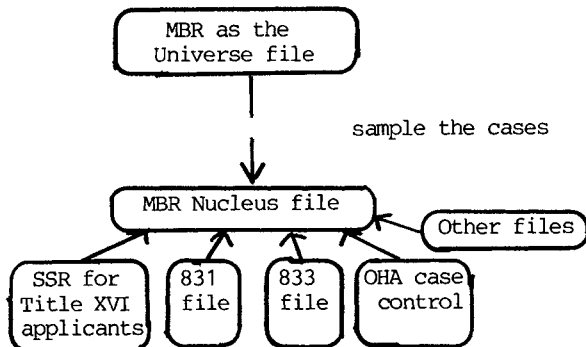 MBR as the
Universe file
sample the cases
MBR Nucleus file
Other files
SSR for
Title XVI
applicants
831
file
833
file
OHA case
control